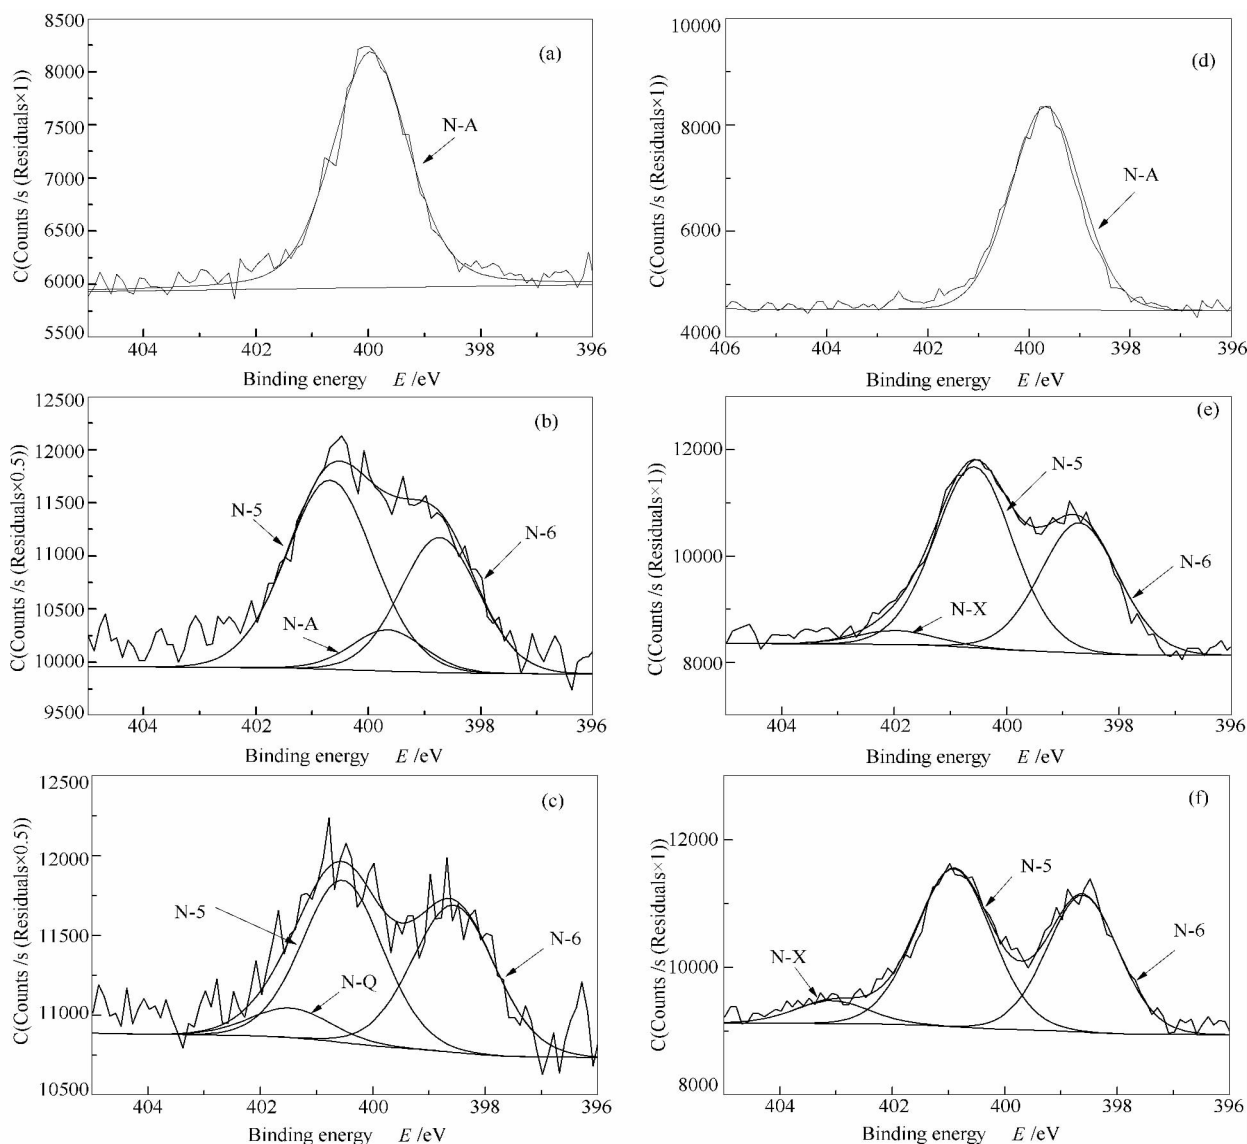 C(Counts /s (Residuals×1))
8500
8000
7500
7000
6500
6000
5500
(a)
N-A
404 402 400 398 396
Binding energy E /eV
C(Counts /s (Residuals×1))
10000
8000
6000
4000
(d)
N-A
406 404 402 400 398 396
Binding energy E /eV
C(Counts /s (Residuals×0.5))
12500
12000
11500
11000
10500
10000
9500
(b)
N-5
N-6
N-A
404 402 400 398 396
Binding energy E /eV
C(Counts /s (Residuals×1))
12000
10000
8000
(e)
N-5
N-6
N-X
404 402 400 398 396
Binding energy E /eV
C(Counts /s (Residuals×0.5))
12500
12000
11500
11000
10500
(c)
N-5
N-6
N-Q
404 402 400 398 396
Binding energy E /eV
C(Counts /s (Residuals×1))
12000
10000
8000
(f)
N-5
N-6
N-X
404 402 400 398 396
Binding energy E /eV